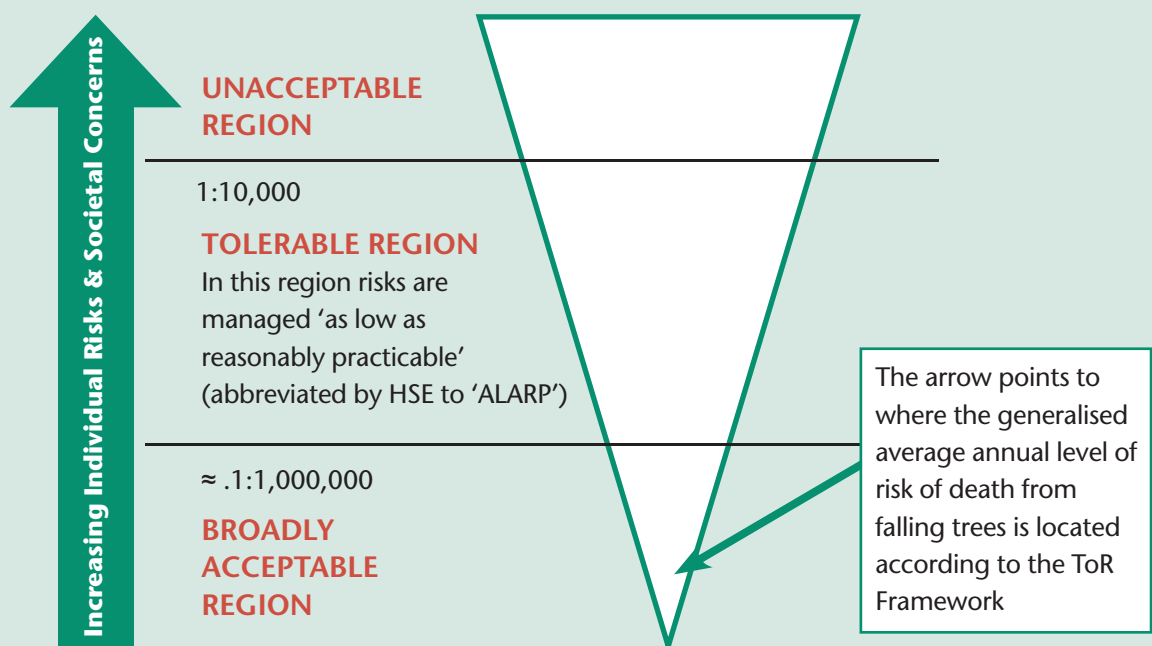 Increasing Individual Risks & Societal Concerns
UNACCEPTABLE
REGION
1:10,000
TOLERABLE REGION
In this region risks are
managed ‘as low as
reasonably practicable’
(abbreviated by HSE to ‘ALARP’)
≈ .1:1,000,000
BROADLY
ACCEPTABLE
REGION
The arrow points to
where the generalised
average annual level of
risk of death from
falling trees is located
according to the ToR
Framework